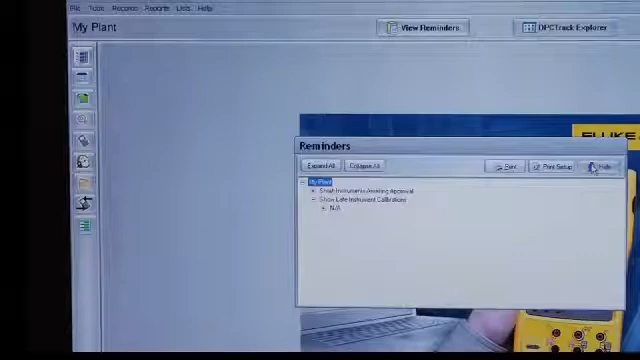 File Tools Records Reports Lists Help
My Plant
View Reminders
DPCTrack Explorer
FLUKE
Reminders
Expand All
Collapse All
Print
Print Setup
Hide
My Plant
Show Instruments Awaiting Approval
Show Late Instrument Calibrations
N/A